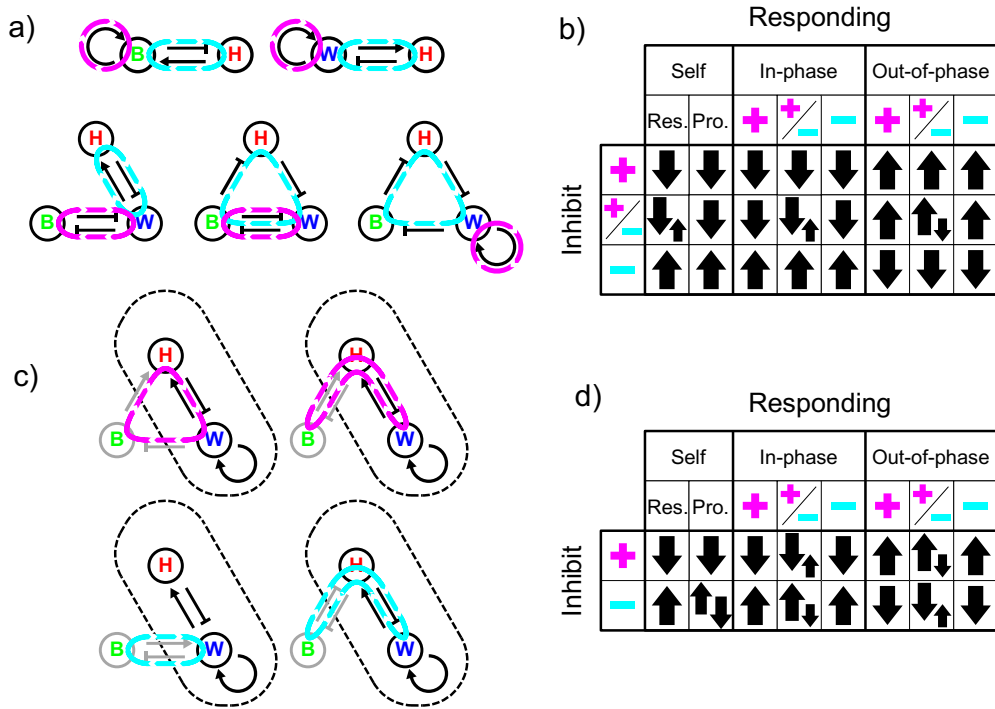 a)
B H
W H
H
B W
H
B W
H
B W
b)
Responding
Self In-phase Out-of-phase
Res. Pro. + +/− − + +/− −
Inhibit
+
+/−
−
c)
H
B W
H
B W
H
B W
H
B W
d)
Responding
Self In-phase Out-of-phase
Res. Pro. + +/− − + +/− −
Inhibit
+
−